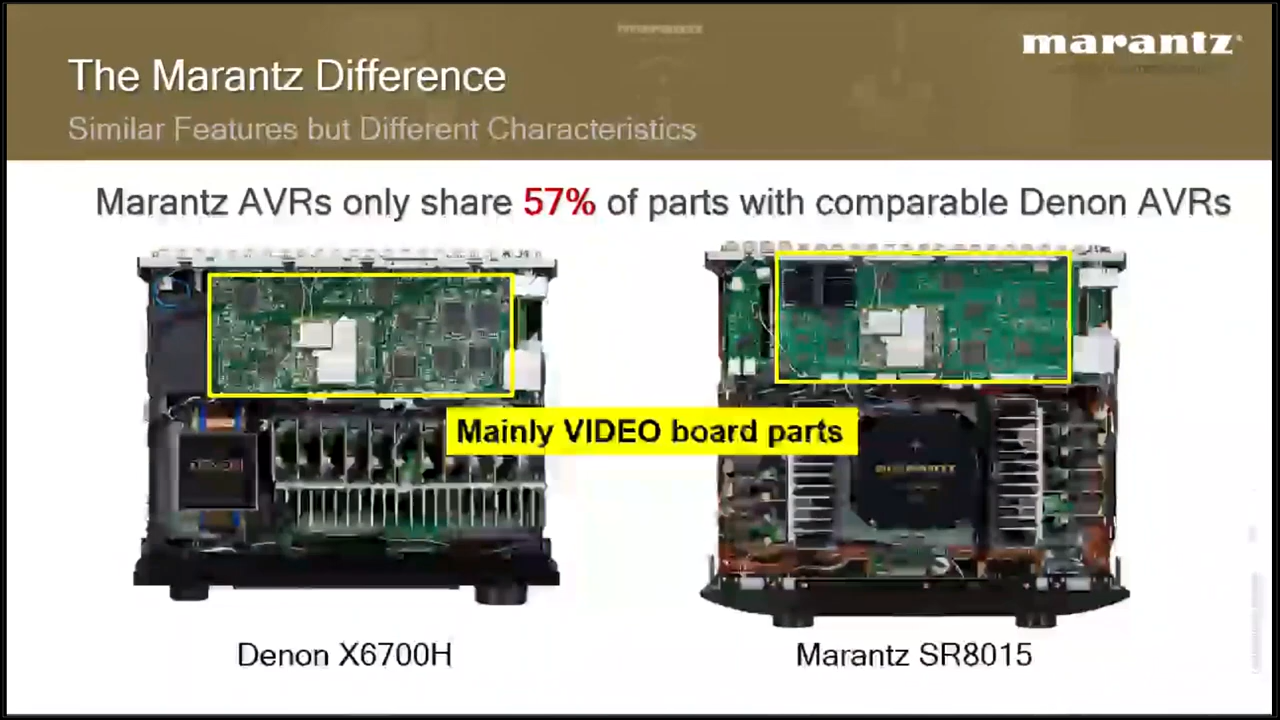 marantz
The Marantz Difference
Similar Features but Different Characteristics
Marantz AVRs only share 57% of parts with comparable Denon AVRs
Mainly VIDEO board parts
marantz
Denon X6700H
Marantz SR8015